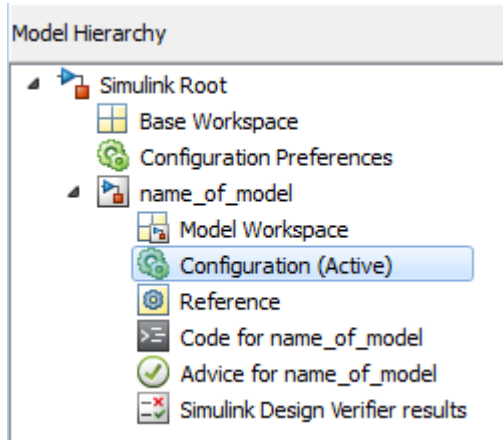 Model Hierarchy
Simulink Root
Base Workspace
Configuration Preferences
name_of_model
Model Workspace
Configuration (Active)
Reference
Code for name_of_model
Advice for name_of_model
Simulink Design Verifier results